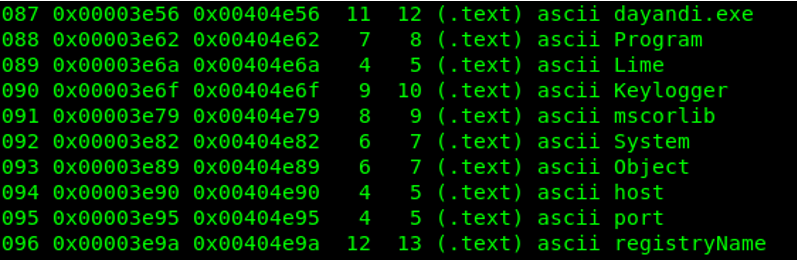 087 0x00003e56 0x00404e56 11 12 (.text) ascii dayandi.exe
088 0x00003e62 0x00404e62 7 8 (.text) ascii Program
089 0x00003e6a 0x00404e6a 4 5 (.text) ascii Lime
090 0x00003e6f 0x00404e6f 9 10 (.text) ascii Keylogger
091 0x00003e79 0x00404e79 8 9 (.text) ascii mscorlib
092 0x00003e82 0x00404e82 6 7 (.text) ascii System
093 0x00003e89 0x00404e89 6 7 (.text) ascii Object
094 0x00003e90 0x00404e90 4 5 (.text) ascii host
095 0x00003e95 0x00404e95 4 5 (.text) ascii port
096 0x00003e9a 0x00404e9a 12 13 (.text) ascii registryName